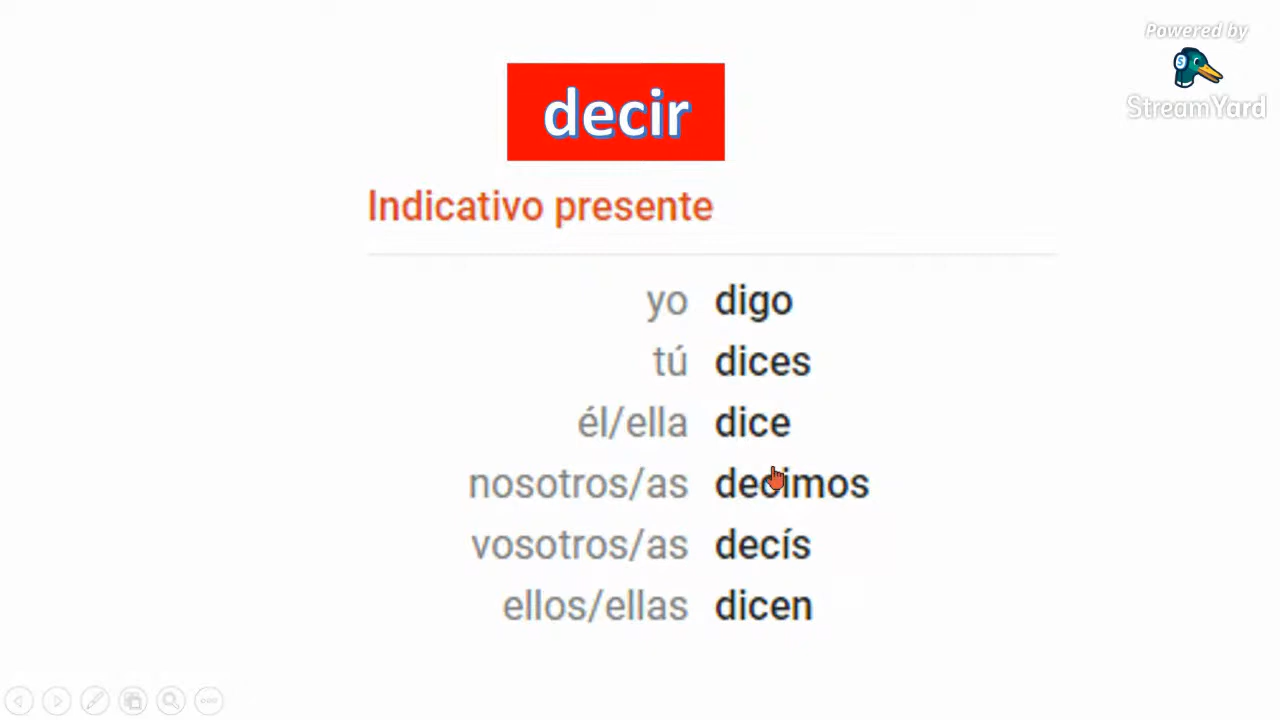 Powered by
StreamYard
decir
Indicativo presente
yo digo
tú dices
él/ella dice
nosotros/as decimos
vosotros/as decís
ellos/ellas dicen